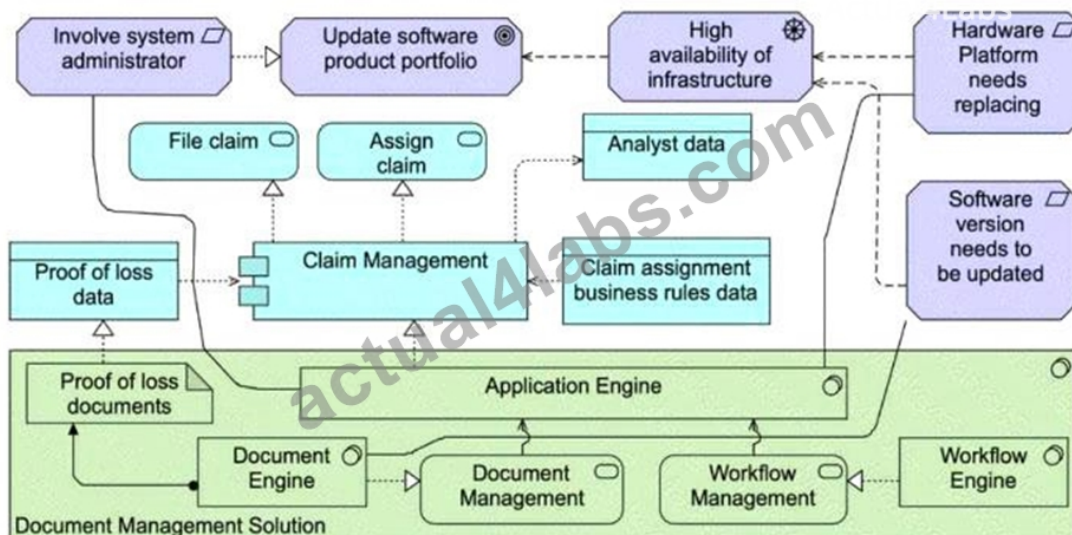 Involve system
administrator
Update software
product portfolio
High
availability of
infrastructure
Hardware
Platform
needs
replacing
File claim
Assign
claim
Analyst data
Software
version
needs to
be updated
Proof of loss
data
Claim Management
Claim assignment
business rules data
Proof of loss
documents
Application Engine
Document
Engine
Document
Management
Workflow
Management
Workflow
Engine
Document Management Solution
actual4labs.com